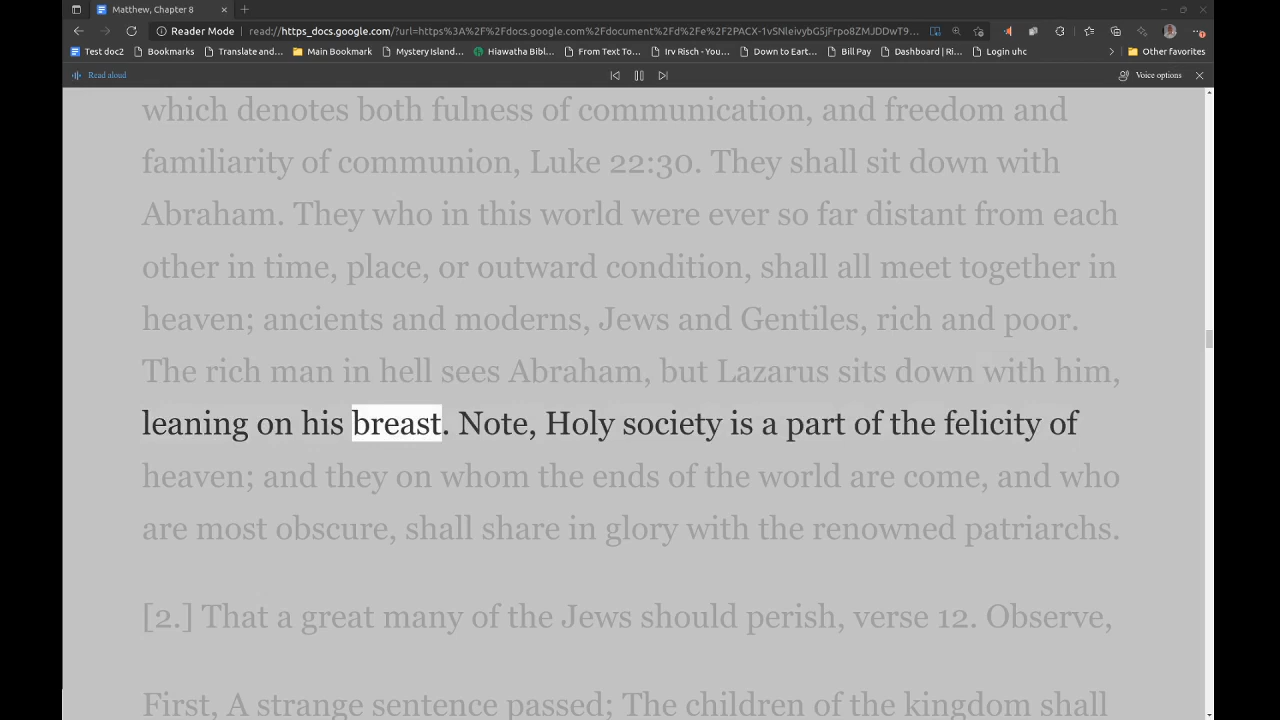 Matthew, Chapter 8
Reader Mode read://https_docs.google.com/?url=https%3A%2F%2Fdocs.google.com%2Fdocument%2Fd%2Fe%2F2PACX-1vSNleivybG5jFrpo8ZMJDDwT9...
Test doc2 Bookmarks Translate and... Main Bookmark Mystery Island... Hiawatha Bibl... From Text To... Irv Risch - You... Down to Eart... Bill Pay Dashboard | Ri... Login uhc Other favorites
Read aloud Voice options
which denotes both fulness of communication, and freedom and
familiarity of communion, Luke 22:30. They shall sit down with
Abraham. They who in this world were ever so far distant from each
other in time, place, or outward condition, shall all meet together in
heaven; ancients and moderns, Jews and Gentiles, rich and poor.
The rich man in hell sees Abraham, but Lazarus sits down with him,
leaning on his breast. Note, Holy society is a part of the felicity of
heaven; and they on whom the ends of the world are come, and who
are most obscure, shall share in glory with the renowned patriarchs.
[2.] That a great many of the Jews should perish, verse 12. Observe,
First, A strange sentence passed; The children of the kingdom shall